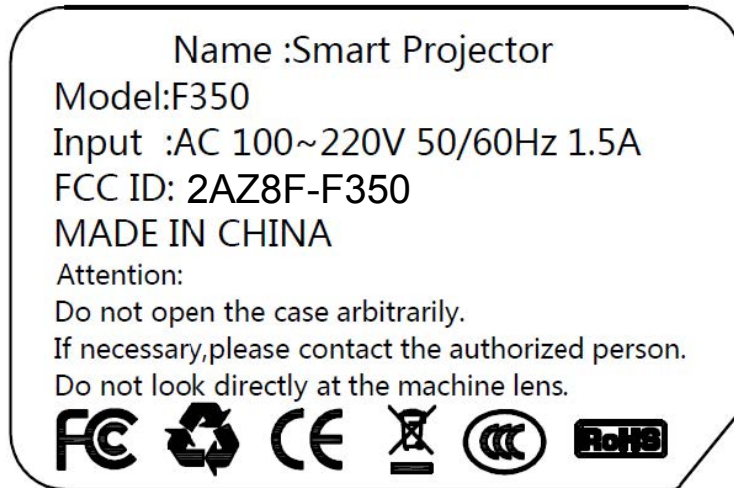 Name :Smart Projector
Model:F350
Input  :AC 100~220V 50/60Hz 1.5A
FCC ID: 2AZ8F-F350
MADE IN CHINA
Attention:
Do not open the case arbitrarily.
If necessary,please contact the authorized person.
Do not look directly at the machine lens.
FC CE CCC RoHS